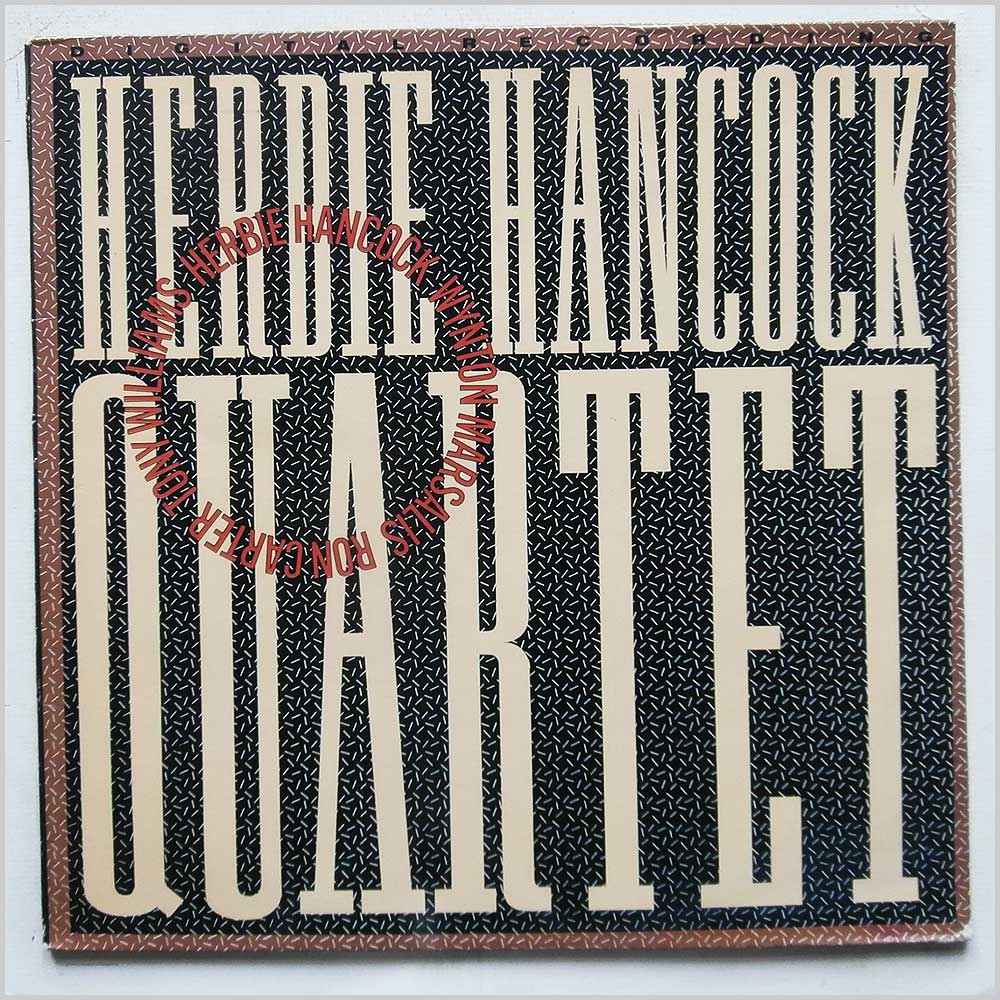 DIGITAL RECORDING
HERBIE HANCOCK
QUARTET
HERBIE HANCOCK WYNTON MARSALIS RON CARTER TONY WILLIAMS